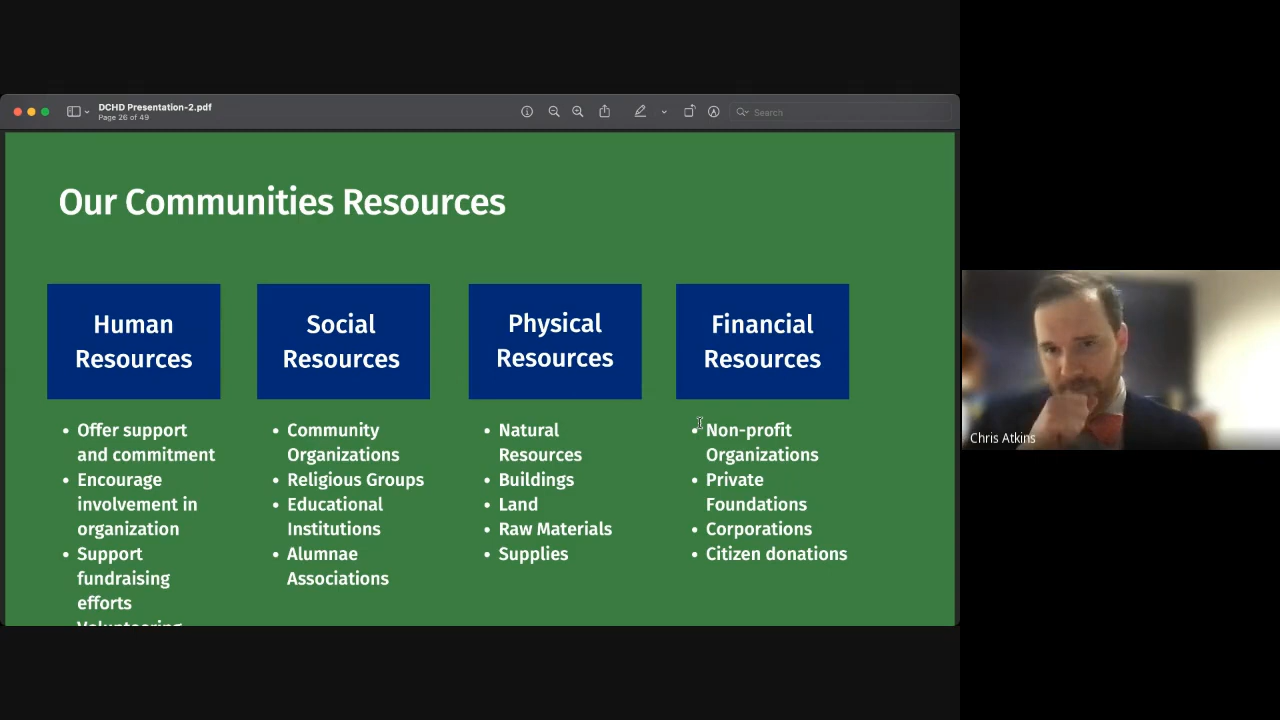 DCHD Presentation-2.pdf
Page 26 of 49
Search
Our Communities Resources
Human
Resources
Offer support
and commitment
Encourage
involvement in
organization
Support
fundraising
efforts
Volunteering
Social
Resources
Community
Organizations
Religious Groups
Educational
Institutions
Alumnae
Associations
Physical
Resources
Natural
Resources
Buildings
Land
Raw Materials
Supplies
Financial
Resources
Non-profit
Organizations
Private
Foundations
Corporations
Citizen donations
Chris Atkins